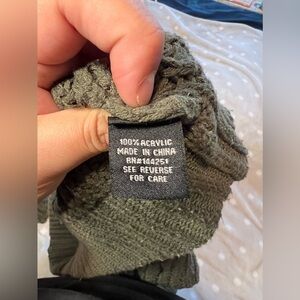 100% ACRYLIC
MADE IN CHINA
RN#144251
SEE REVERSE
FOR CARE